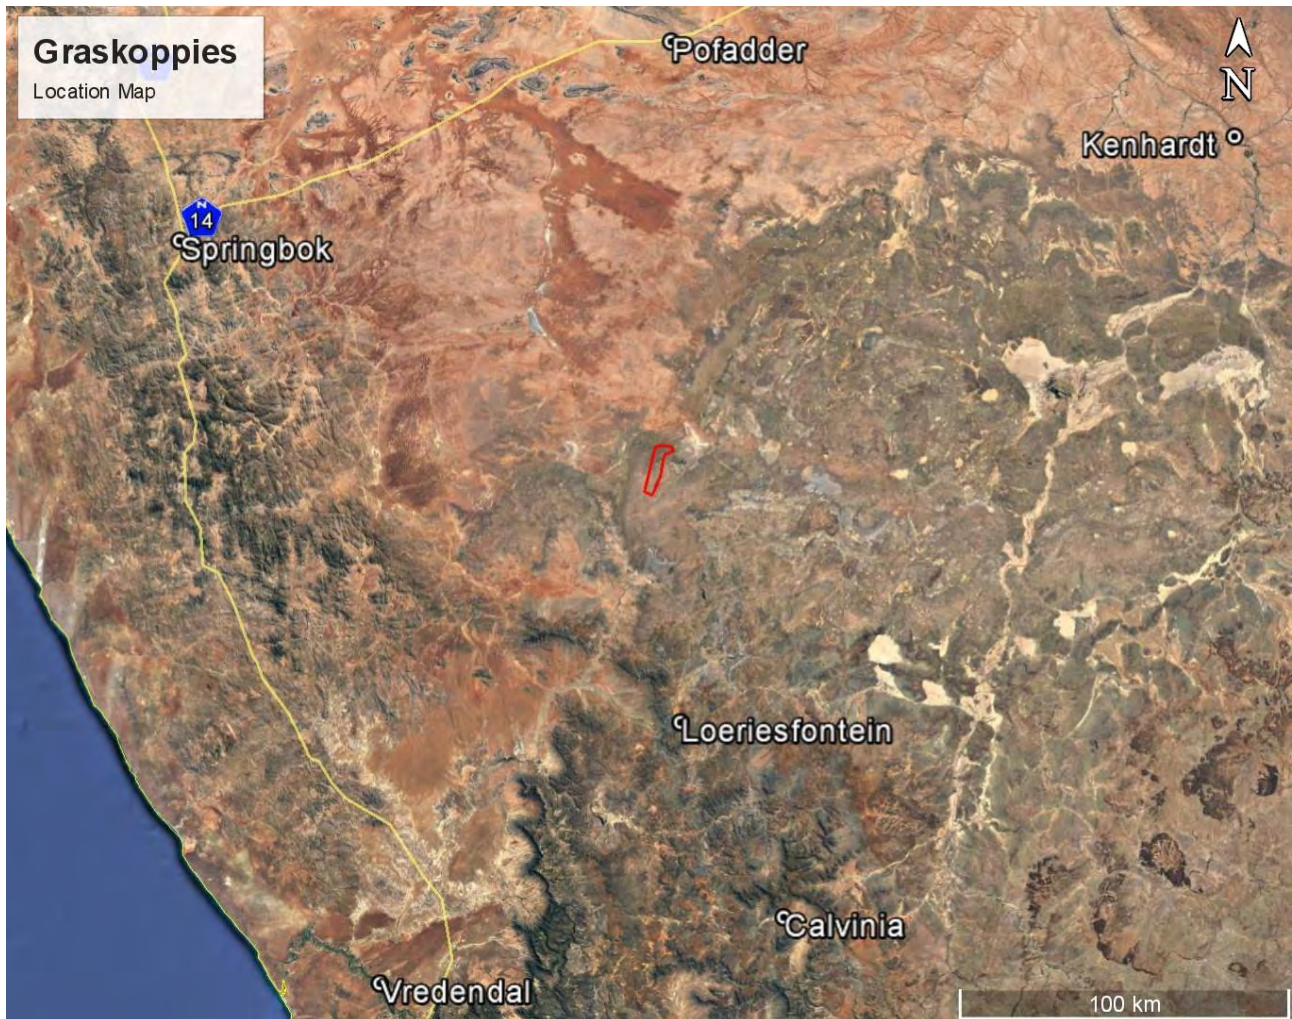 Graskoppies
Location Map
Pofadder
N
Kenhardt
N
14
Springbok
Loeriesfontein
Calvinia
Vredendal
100 km